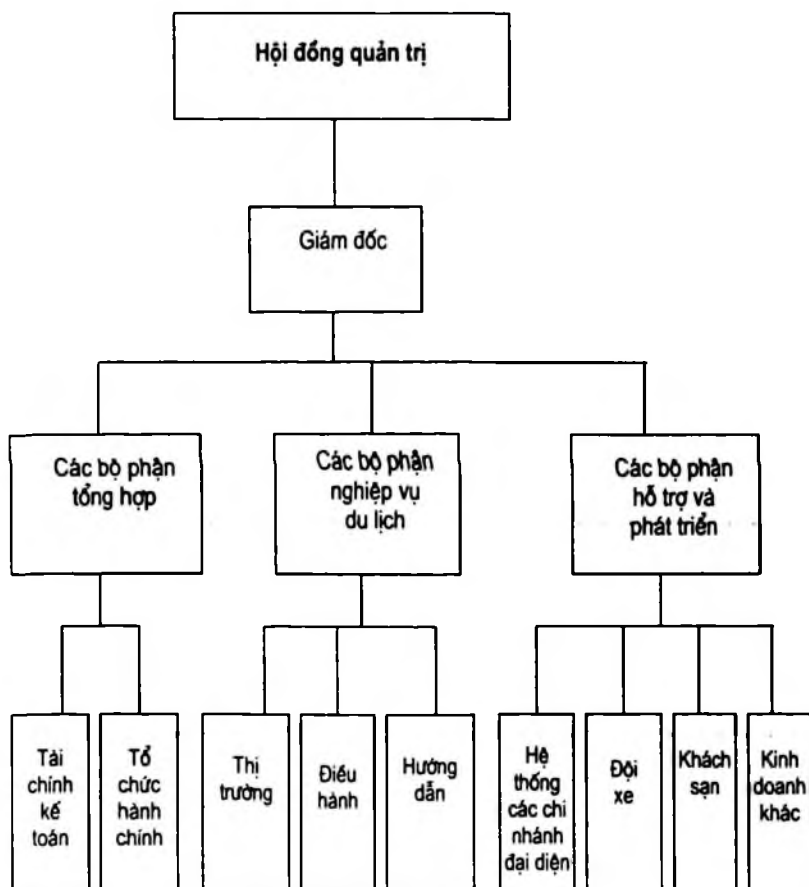 Hội đồng quản trị
Giám đốc
Các bộ phận
tổng hợp
Các bộ phận
nghiệp vụ
du lịch
Các bộ phận
hỗ trợ và
phát triển
Tài
chính
kế
toán
Tổ
chức
hành
chính
Thị
trường
Điều
hành
Hướng
dẫn
Hệ
thống
các chi
nhánh
đại diện
Đội
xe
Khách
sạn
Kinh
doanh
khác